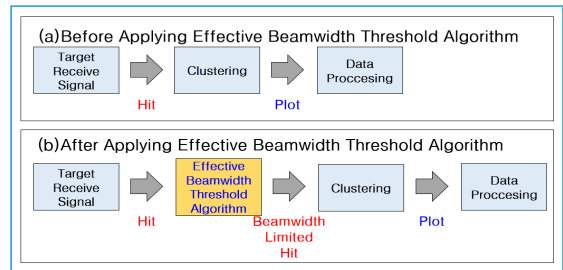 (a)Before Applying Effective Beamwidth Threshold Algorithm
Target
Receive
Signal
Clustering
Data
Proccesing
Hit
Plot
(b)After Applying Effective Beamwidth Threshold Algorithm
Target
Receive
Signal
Effective
Beamwidth
Threshold
Algorithm
Clustering
Data
Proccesing
Hit
Beamwidth
Limited
Hit
Plot